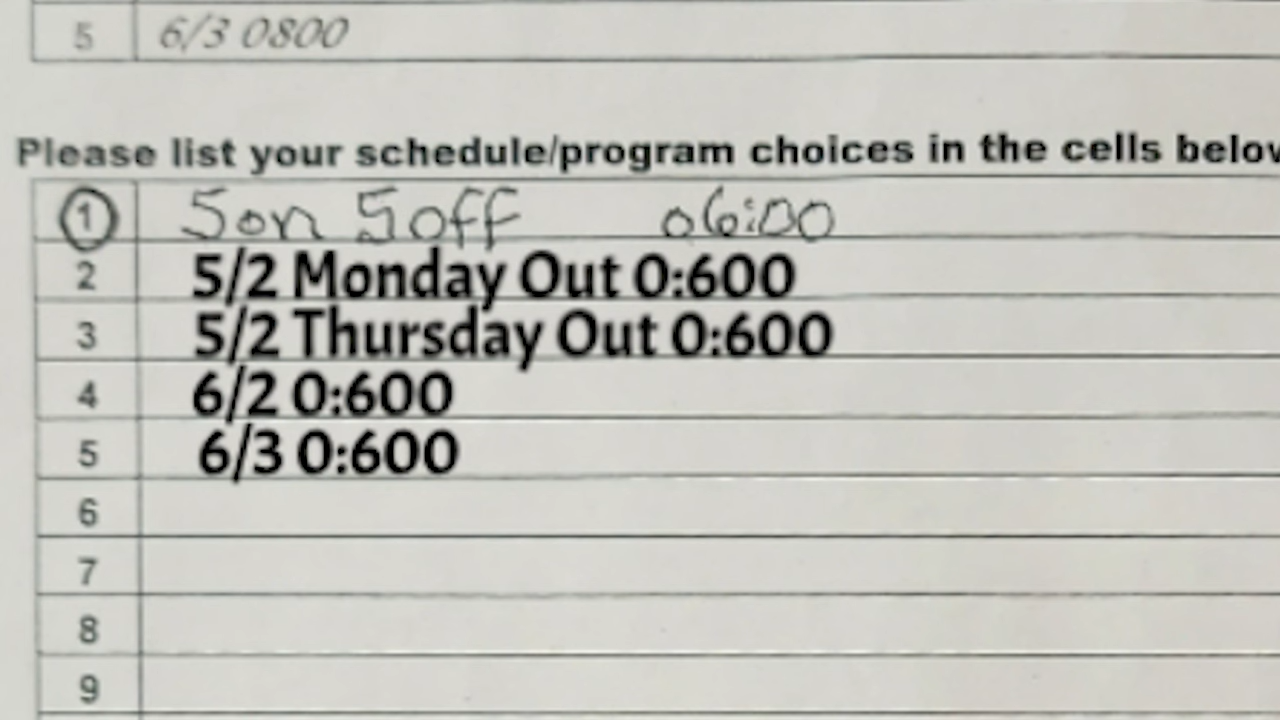 5 6/3 0800
Please list your schedule/program choices in the cells below
1 5on 5off 06:00
2 5/2 Monday Out 0:600
3 5/2 Thursday Out 0:600
4 6/2 0:600
5 6/3 0:600
6
7
8
9